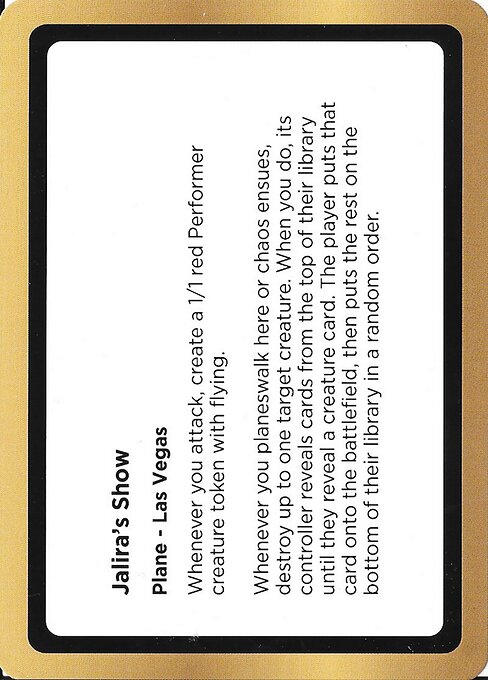 Jalira's Show
Plane - Las Vegas
Whenever you attack, create a 1/1 red Performer
creature token with flying.
Whenever you planeswalk here or chaos ensues,
destroy up to one target creature. When you do, its
controller reveals cards from the top of their library
until they reveal a creature card. The player puts that
card onto the battlefield, then puts the rest on the
bottom of their library in a random order.